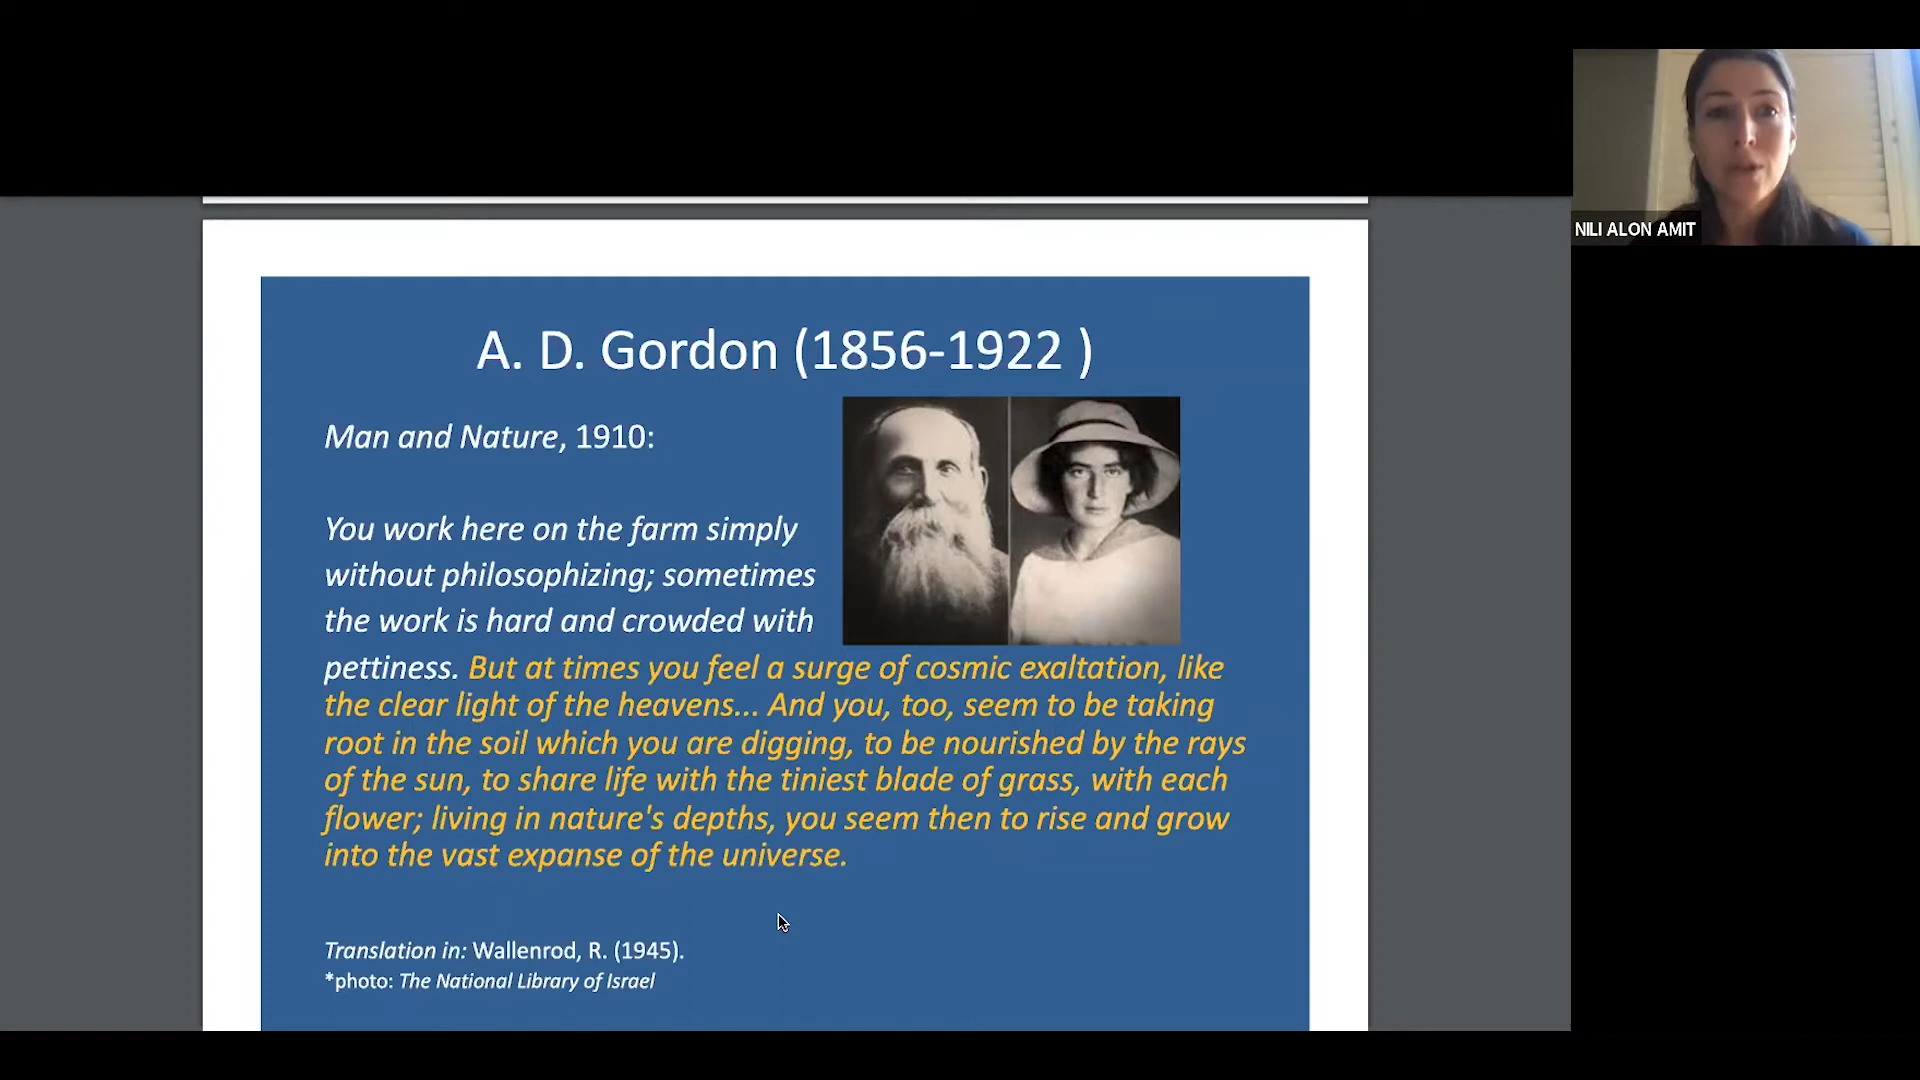 NILI ALON AMIT
A. D. Gordon (1856-1922 )
Man and Nature, 1910:
You work here on the farm simply
without philosophizing; sometimes
the work is hard and crowded with
pettiness. But at times you feel a surge of cosmic exaltation, like
the clear light of the heavens... And you, too, seem to be taking
root in the soil which you are digging, to be nourished by the rays
of the sun, to share life with the tiniest blade of grass, with each
flower; living in nature's depths, you seem then to rise and grow
into the vast expanse of the universe.
Translation in: Wallenrod, R. (1945).
*photo: The National Library of Israel